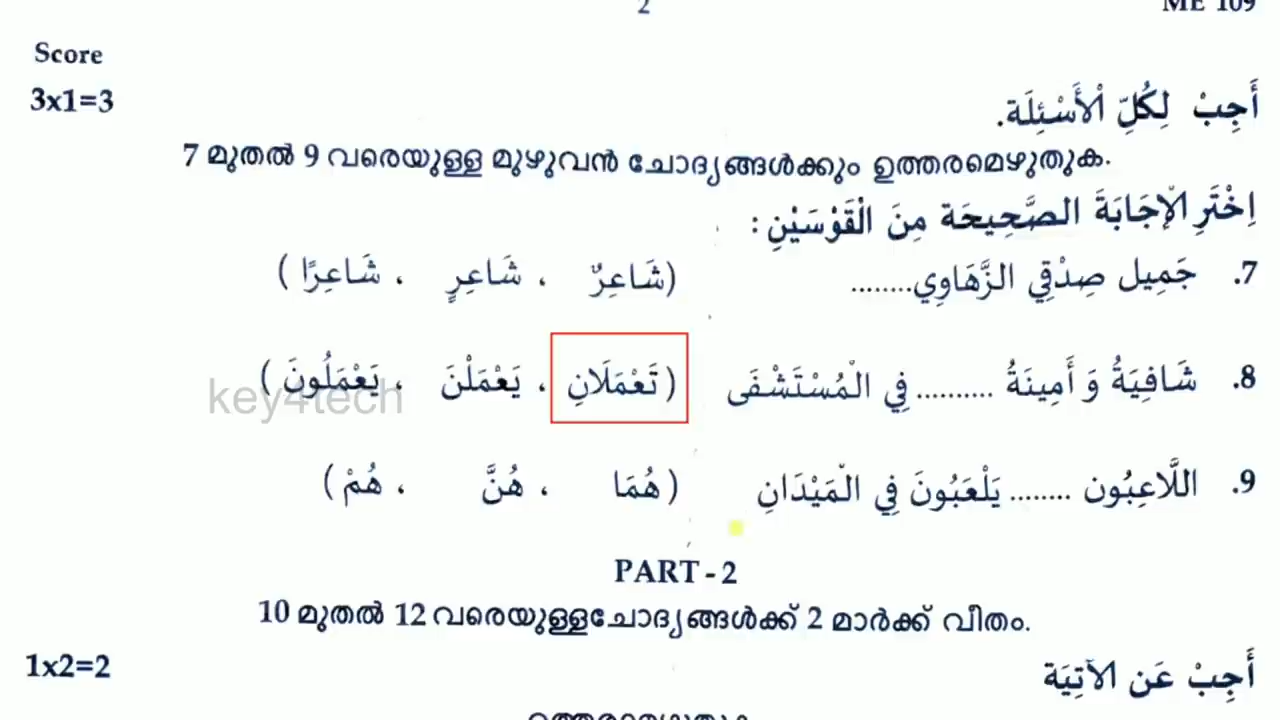 2
ME 109
Score
3x1=3
أَجِبْ لِكُلِّ الْأَسْئِلَة.
7 മുതൽ 9 വരെയുള്ള മുഴുവൻ ചോദ്യങ്ങൾക്കും ഉത്തരമെഴുതുക.
اِخْتَرِ الْإِجَابَةَ الصَّحِيحَة مِنَ الْقَوْسَيْنِ :
7. جَمِيل صِدْقِي الزَّهَاوِي........ (شَاعِرٌ ، شَاعِرٍ ، شَاعِرًا )
8. شَافِيَةُ وَ أَمِينَةُ .......... فِي الْمُسْتَشْفَى ( تَعْمَلَانِ ، يَعْمَلْنَ ، يَعْمَلُونَ )
key4tech
9. اللَّاعِبُون ........ يَلْعَبُونَ فِي الْمَيْدَانِ ( هُمَا ، هُنَّ ، هُمْ )
PART - 2
10 മുതൽ 12 വരെയുള്ളചോദ്യങ്ങൾക്ക് 2 മാർക്ക് വീതം.
1x2=2
أَجِبْ عَن الآتِيَة